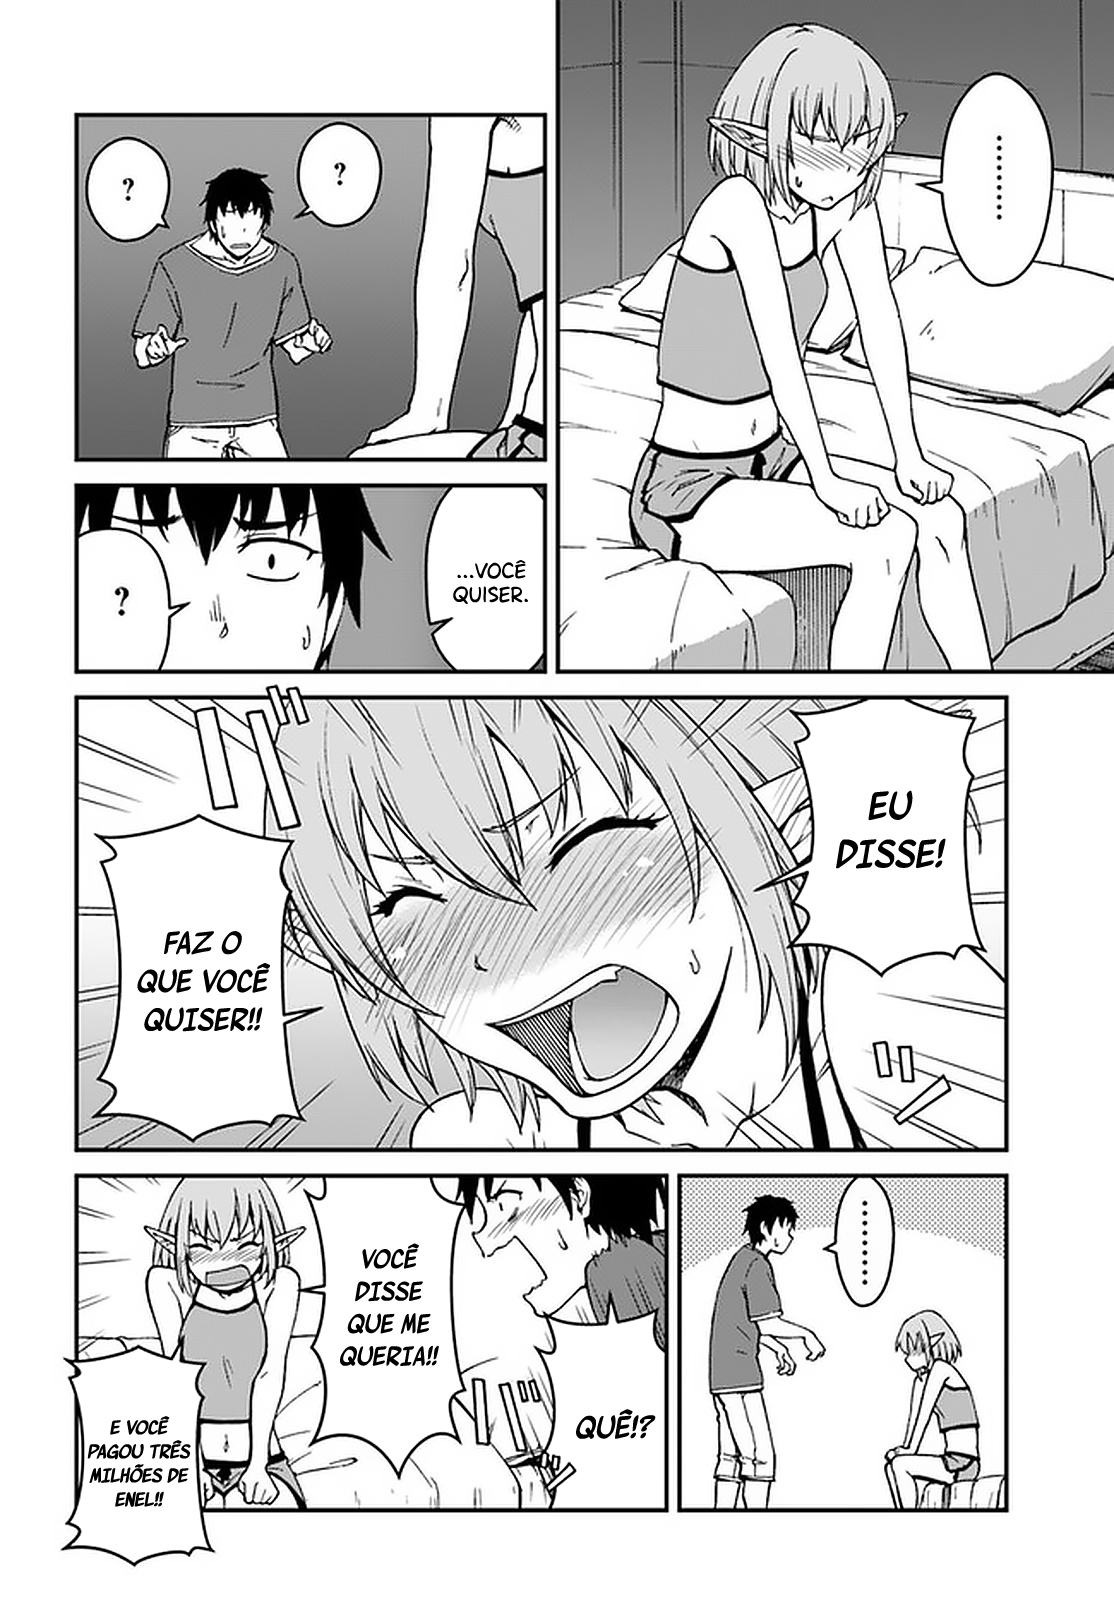 ………
?
?
...VOCÊ
QUISER.
?
EU
DISSE!
FAZ O
QUE VOCÊ
QUISER!!
………
QUÊ!?
VOCÊ
DISSE
QUE ME
QUERIA!!
E VOCÊ
PAGOU TRÊS
MILHÕES DE
ENEL!!